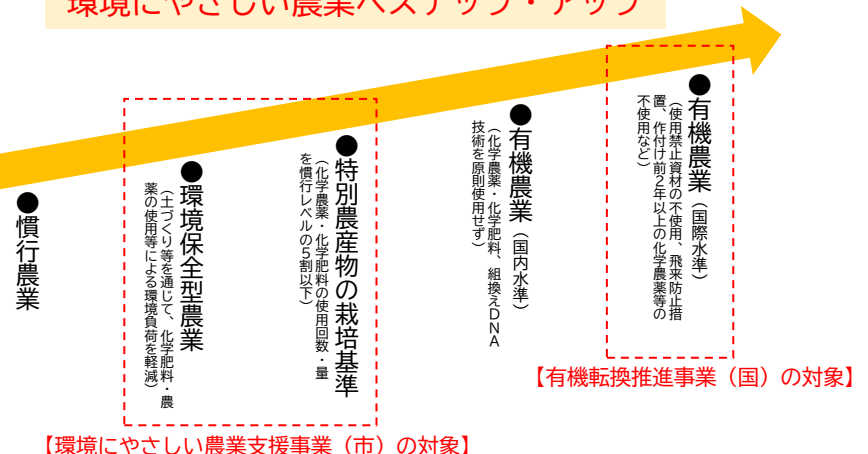 環境にやさしい農業へステップ・アップ
●慣行農業
●環境保全型農業
（土づくり等を通じて、化学肥料・農
薬の使用等による環境負荷を軽減）
●特別農産物の栽培基準
（化学農薬・化学肥料の使用回数・量
を慣行レベルの５割以下）
●有機農業（国内水準）
（化学農薬・化学肥料、組換えＤＮＡ
技術を原則使用せず）
●有機農業（国際水準）
（使用禁止資材の不使用、飛来防止措
置、作付け前２年以上の化学農薬等の
不使用など）
【有機転換推進事業（国）の対象】
【環境にやさしい農業支援事業（市）の対象】